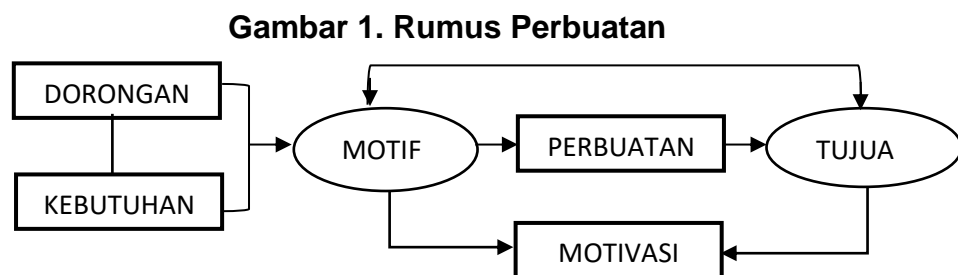 Gambar 1. Rumus Perbuatan
DORONGAN
MOTIF
PERBUATAN
TUJUA
KEBUTUHAN
MOTIVASI